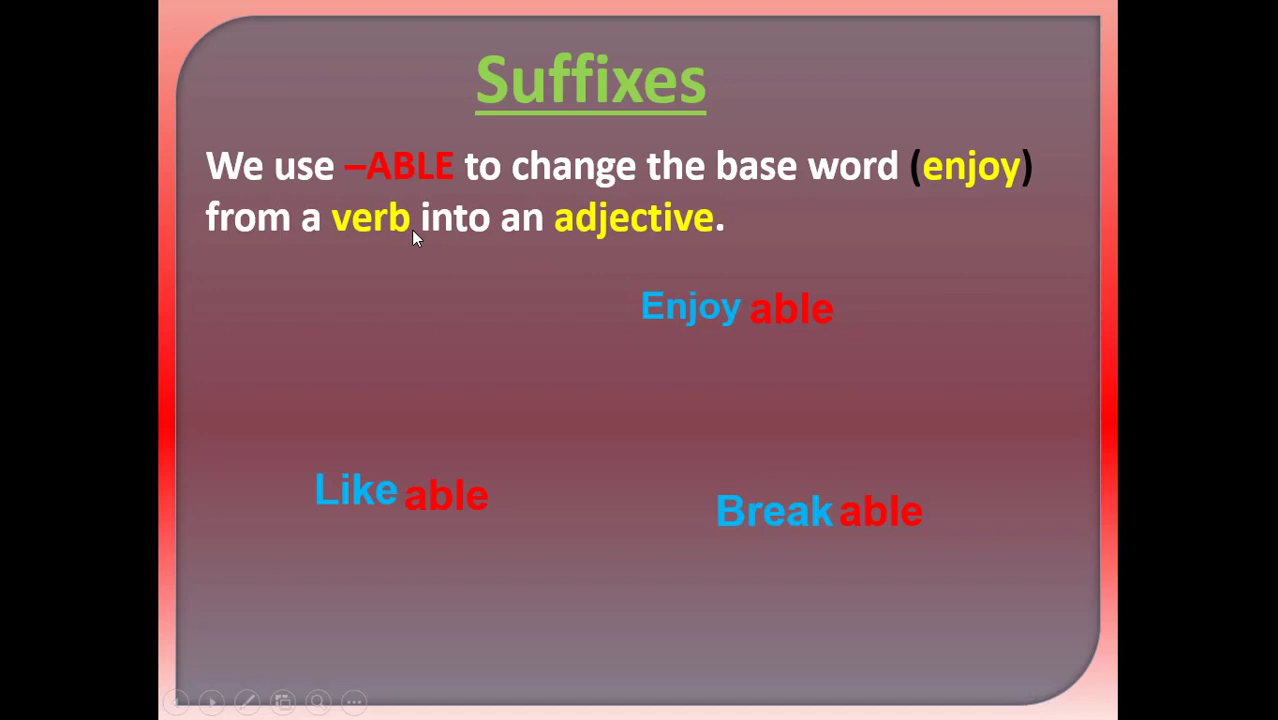 Suffixes
We use –ABLE to change the base word (enjoy)
from a verb into an adjective.
Enjoy able
Like able
Break able